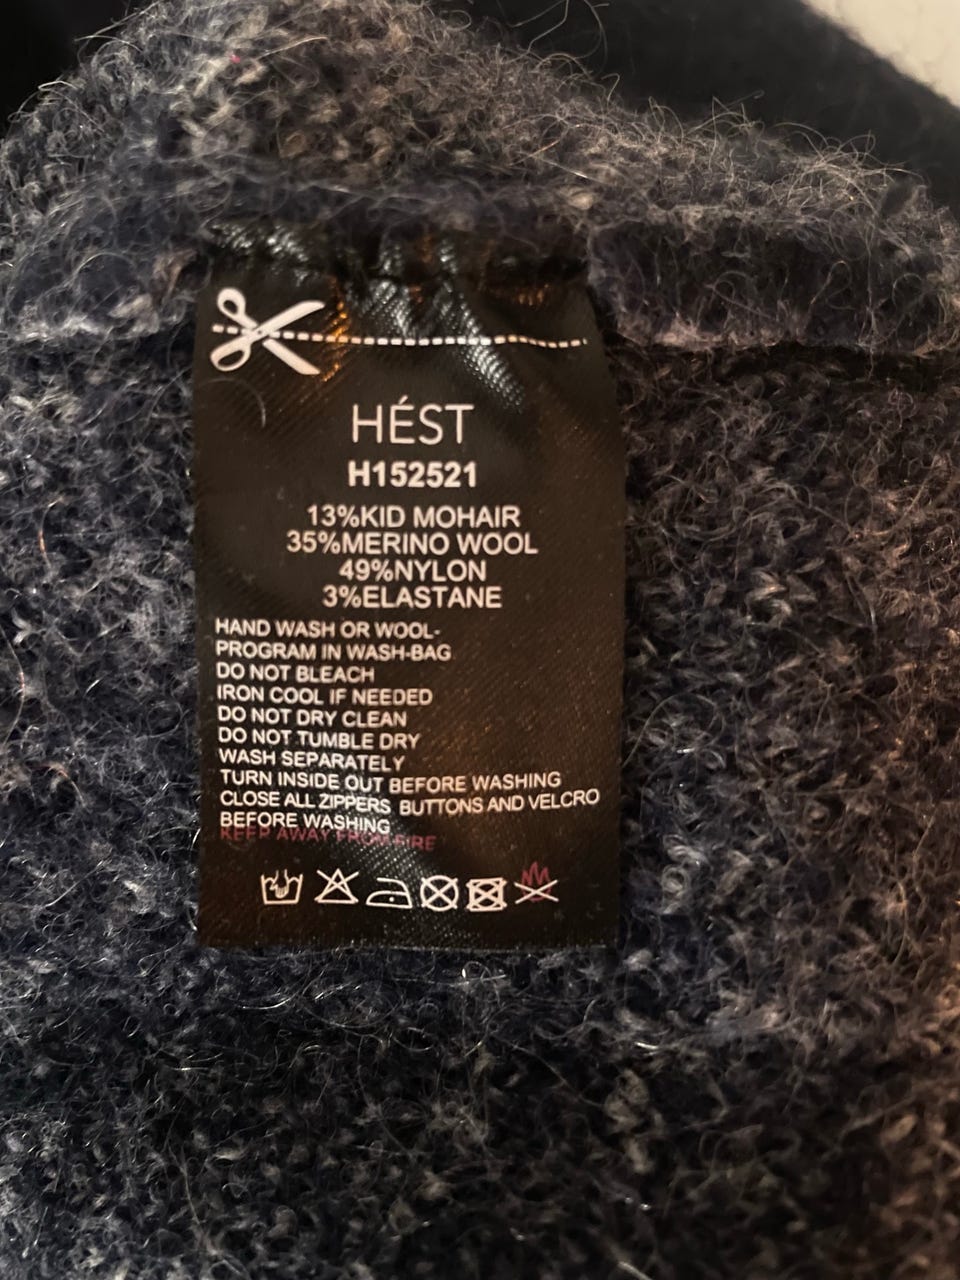 HÉST
H152521
13%KID MOHAIR
35%MERINO WOOL
49%NYLON
3%ELASTANE
HAND WASH OR WOOL-
PROGRAM IN WASH-BAG
DO NOT BLEACH
IRON COOL IF NEEDED
DO NOT DRY CLEAN
DO NOT TUMBLE DRY
WASH SEPARATELY
TURN INSIDE OUT BEFORE WASHING
CLOSE ALL ZIPPERS BUTTONS AND VELCRO
BEFORE WASHING
KEEP AWAY FROM FIRE